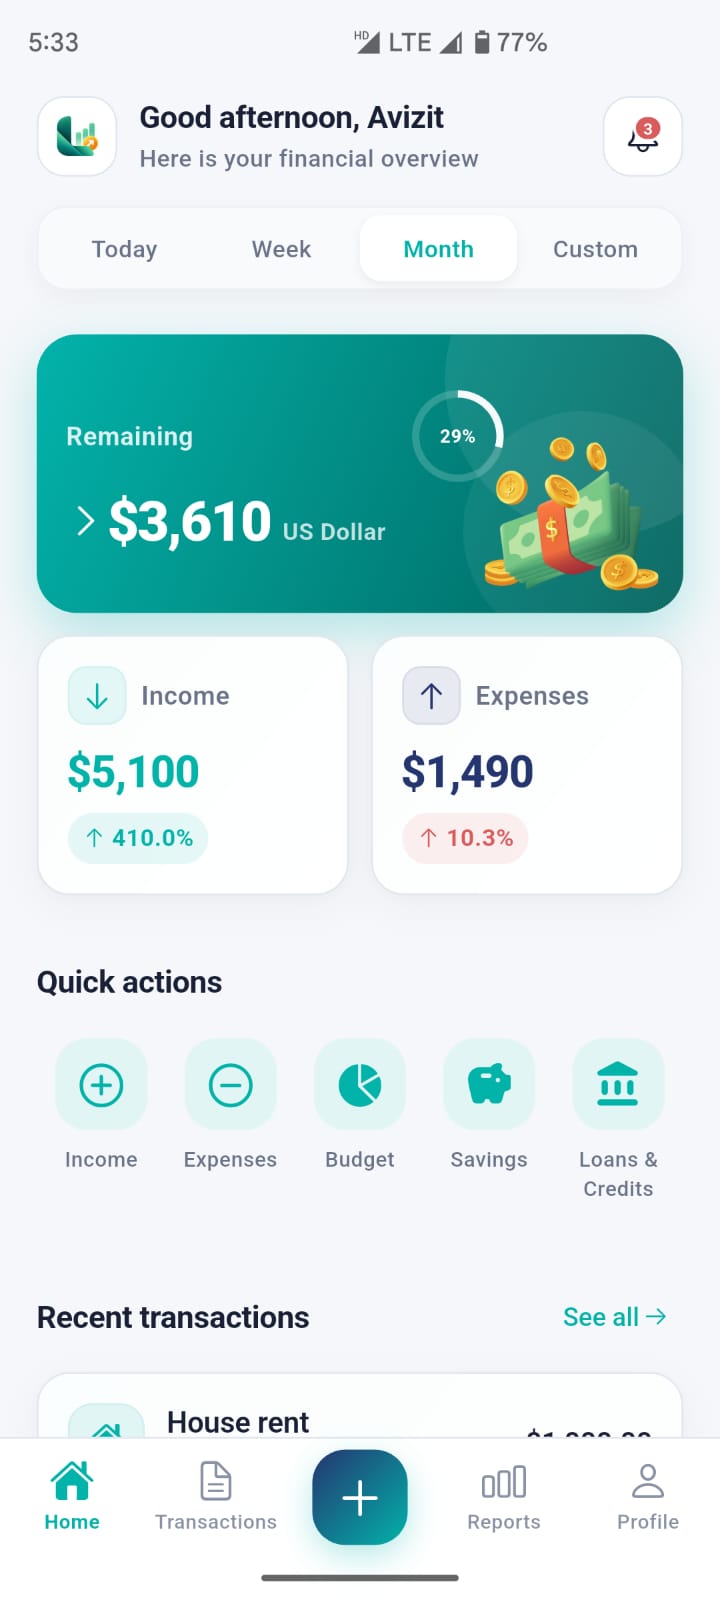 5:33
HD LTE 77%
Good afternoon, Avizit
3
Here is your financial overview
Today Week Month Custom
Remaining
29%
$3,610 US Dollar
Income
Expenses
$5,100
$1,490
↑ 410.0%
↑ 10.3%
Quick actions
Income Expenses Budget Savings Loans &
Credits
Recent transactions
See all →
House rent
Home Transactions Reports Profile